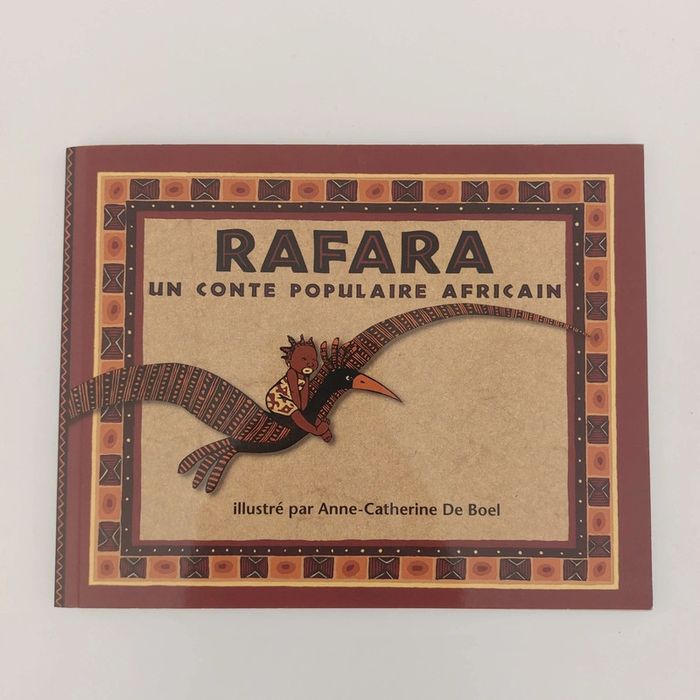 RAFARA
UN CONTE POPULAIRE AFRICAIN
illustré par Anne-Catherine De Boel